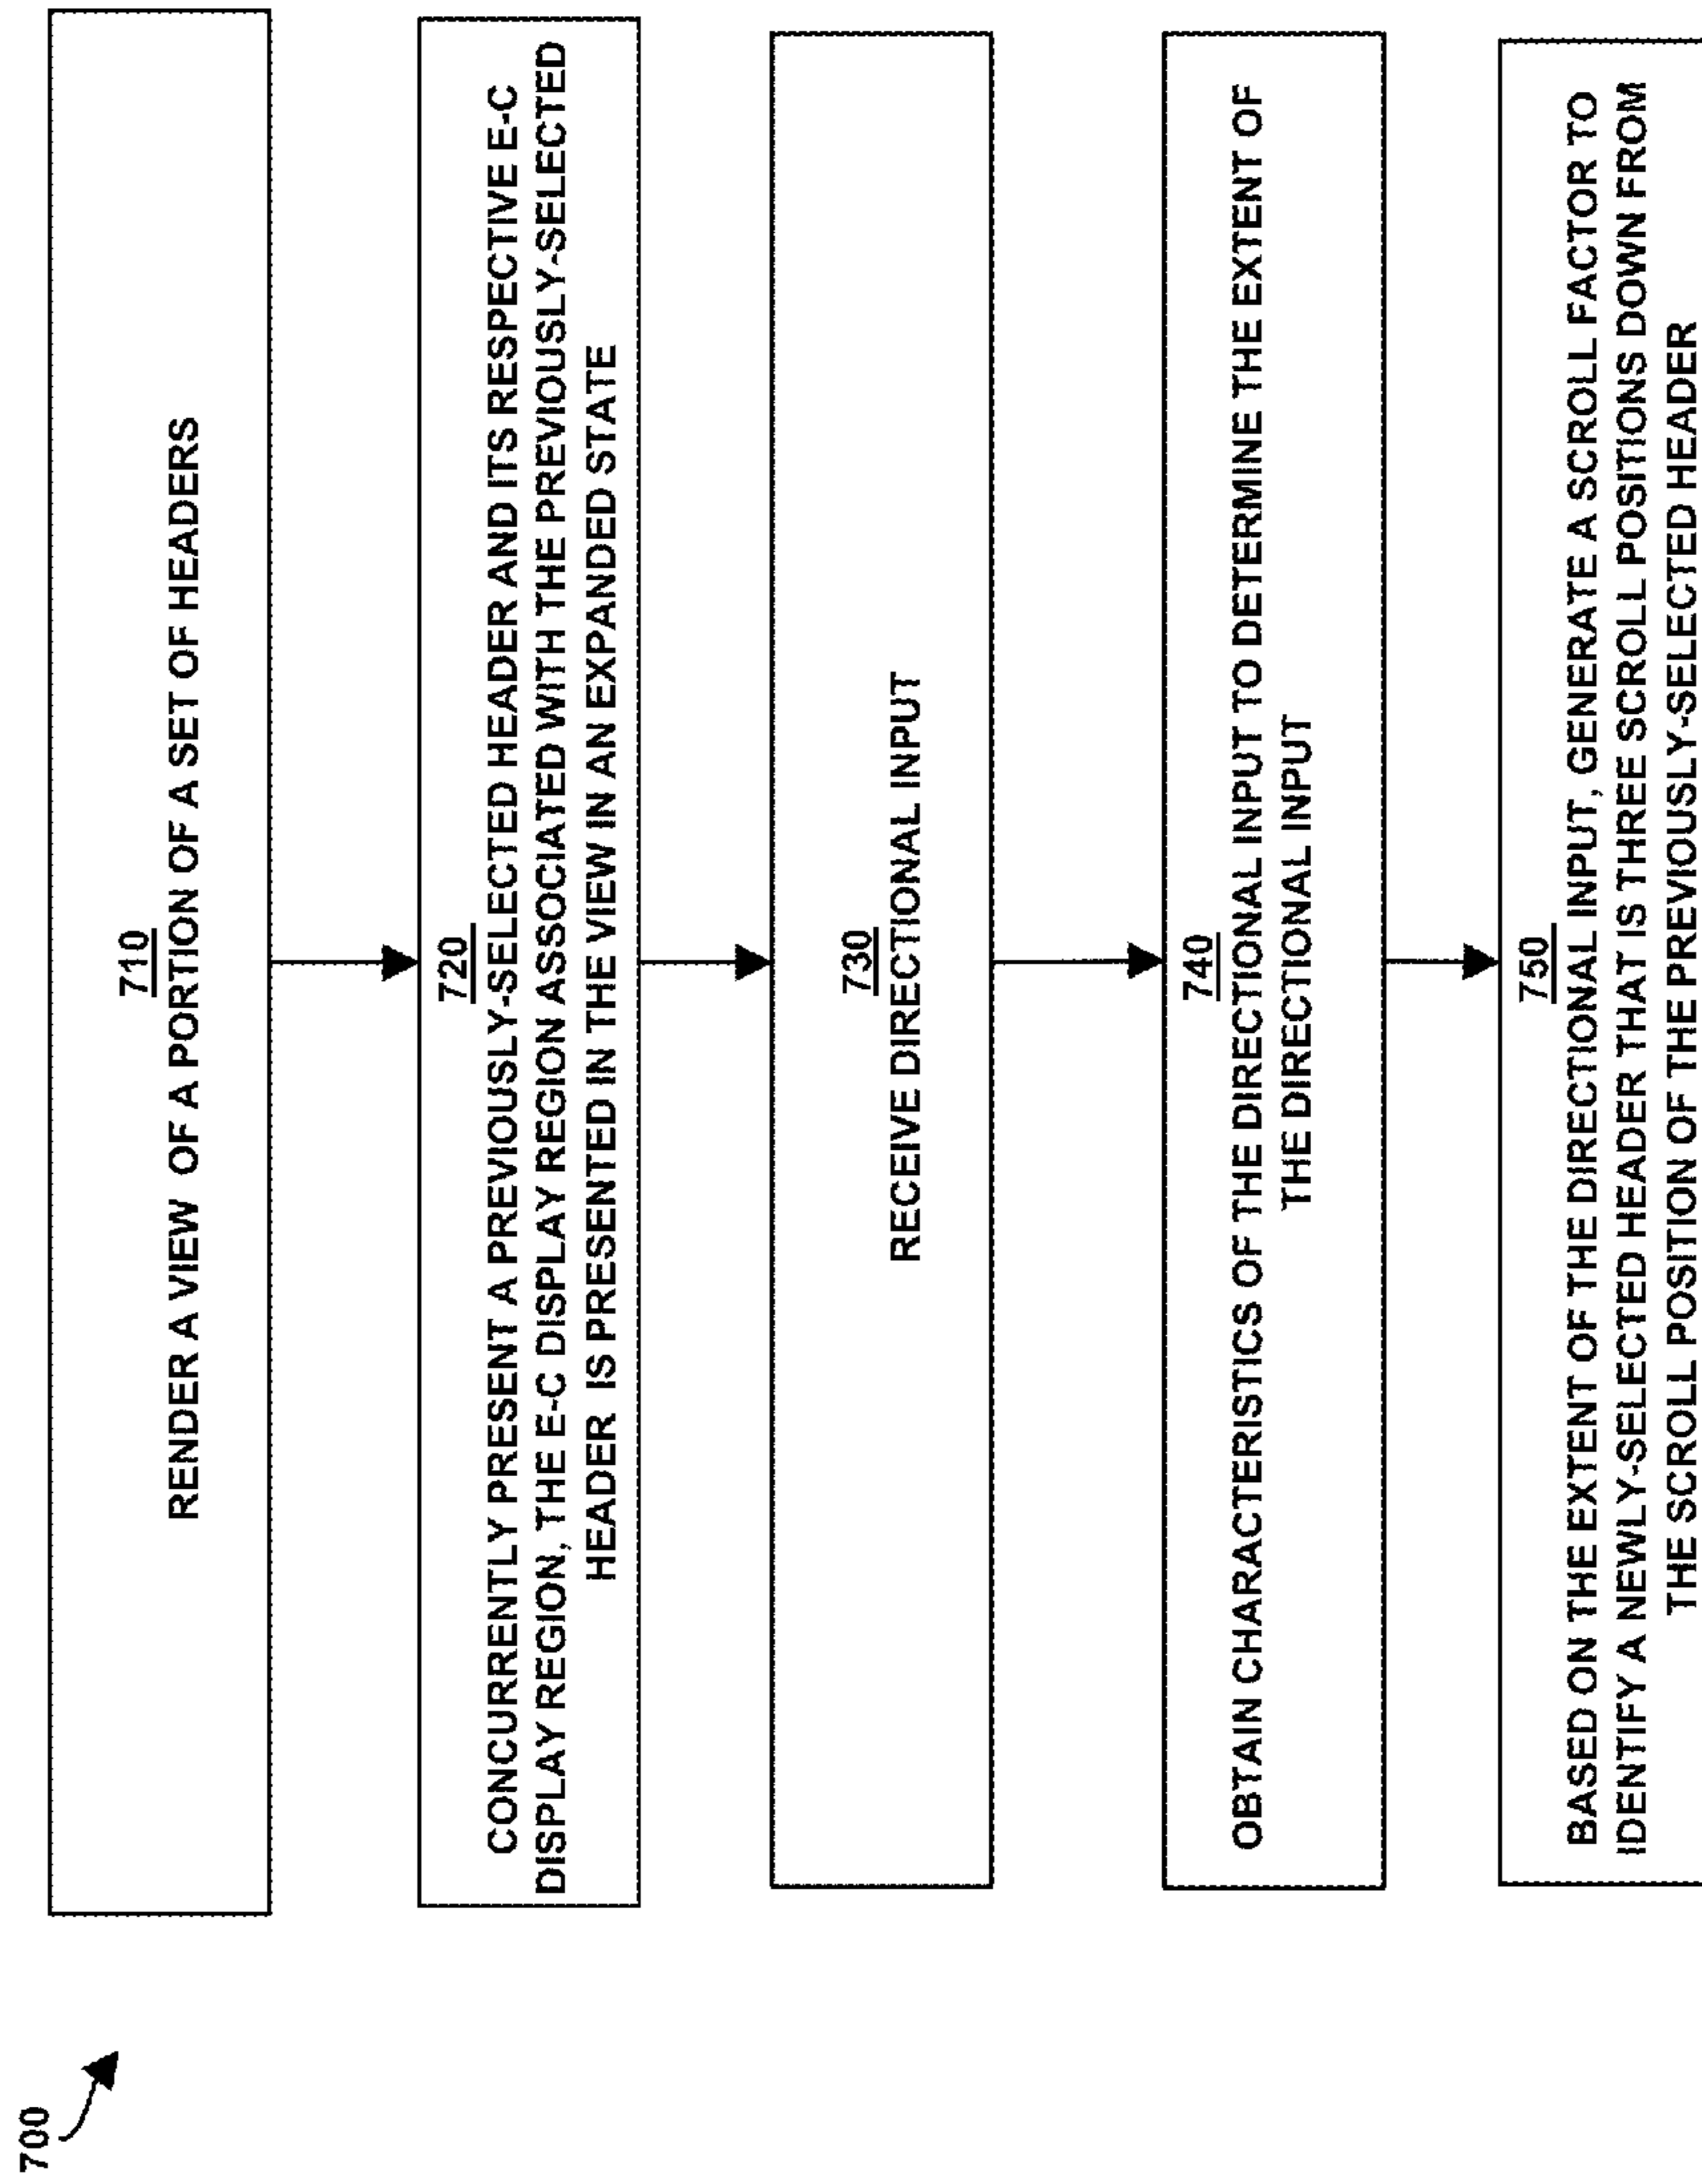 700
710
RENDER A VIEW OF A PORTION OF A SET OF HEADERS
720
CONCURRENTLY PRESENT A PREVIOUSLY-SELECTED HEADER AND ITS RESPECTIVE E-C
DISPLAY REGION, THE E-C DISPLAY REGION ASSOCIATED WITH THE PREVIOUSLY-SELECTED
HEADER IS PRESENTED IN THE VIEW IN AN EXPANDED STATE
730
RECEIVE DIRECTIONAL INPUT
740
OBTAIN CHARACTERISTICS OF THE DIRECTIONAL INPUT TO DETERMINE THE EXTENT OF
THE DIRECTIONAL INPUT
750
BASED ON THE EXTENT OF THE DIRECTIONAL INPUT, GENERATE A SCROLL FACTOR TO
IDENTIFY A NEWLY-SELECTED HEADER THAT IS THREE SCROLL POSITIONS DOWN FROM
THE SCROLL POSITION OF THE PREVIOUSLY-SELECTED HEADER